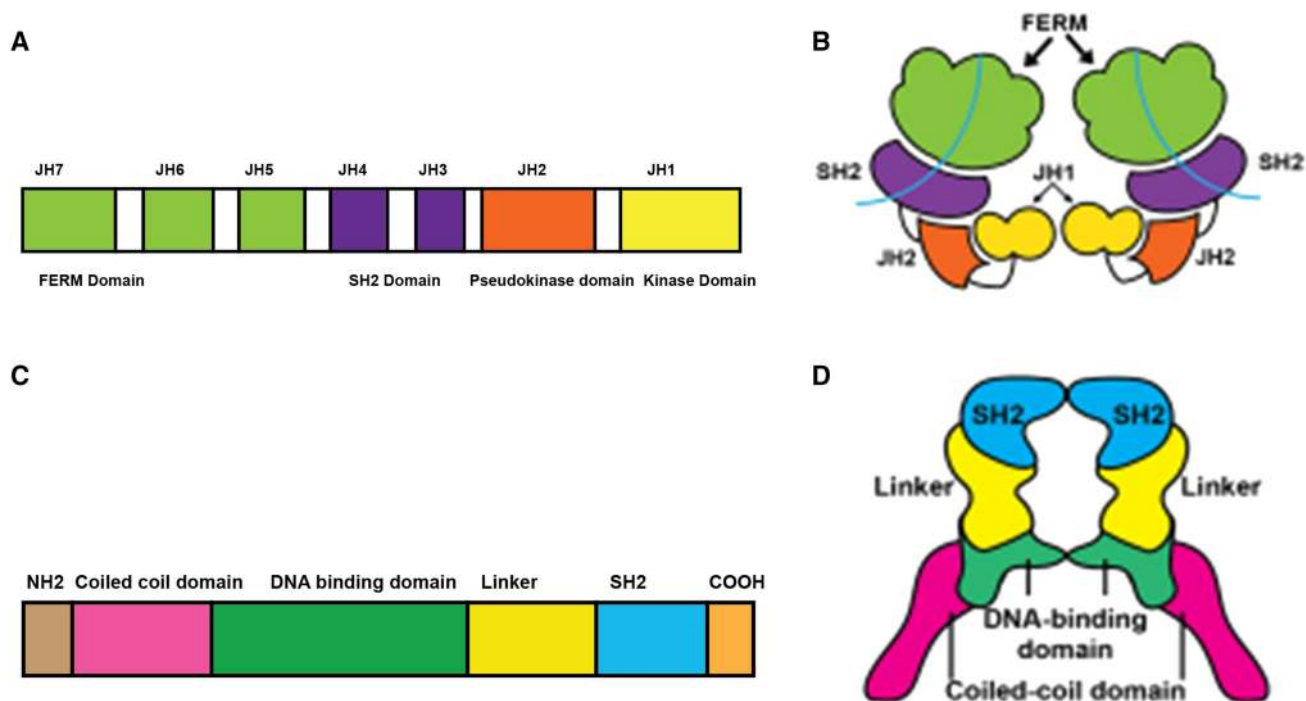 A
JH7 JH6 JH5 JH4 JH3 JH2 JH1
FERM Domain SH2 Domain Pseudokinase domain Kinase Domain
B
FERM
SH2 JH1 SH2
JH2 JH2
C
NH2 Coiled coil domain DNA binding domain Linker SH2 COOH
D
SH2 SH2
Linker Linker
DNA-binding
domain
Coiled-coil domain